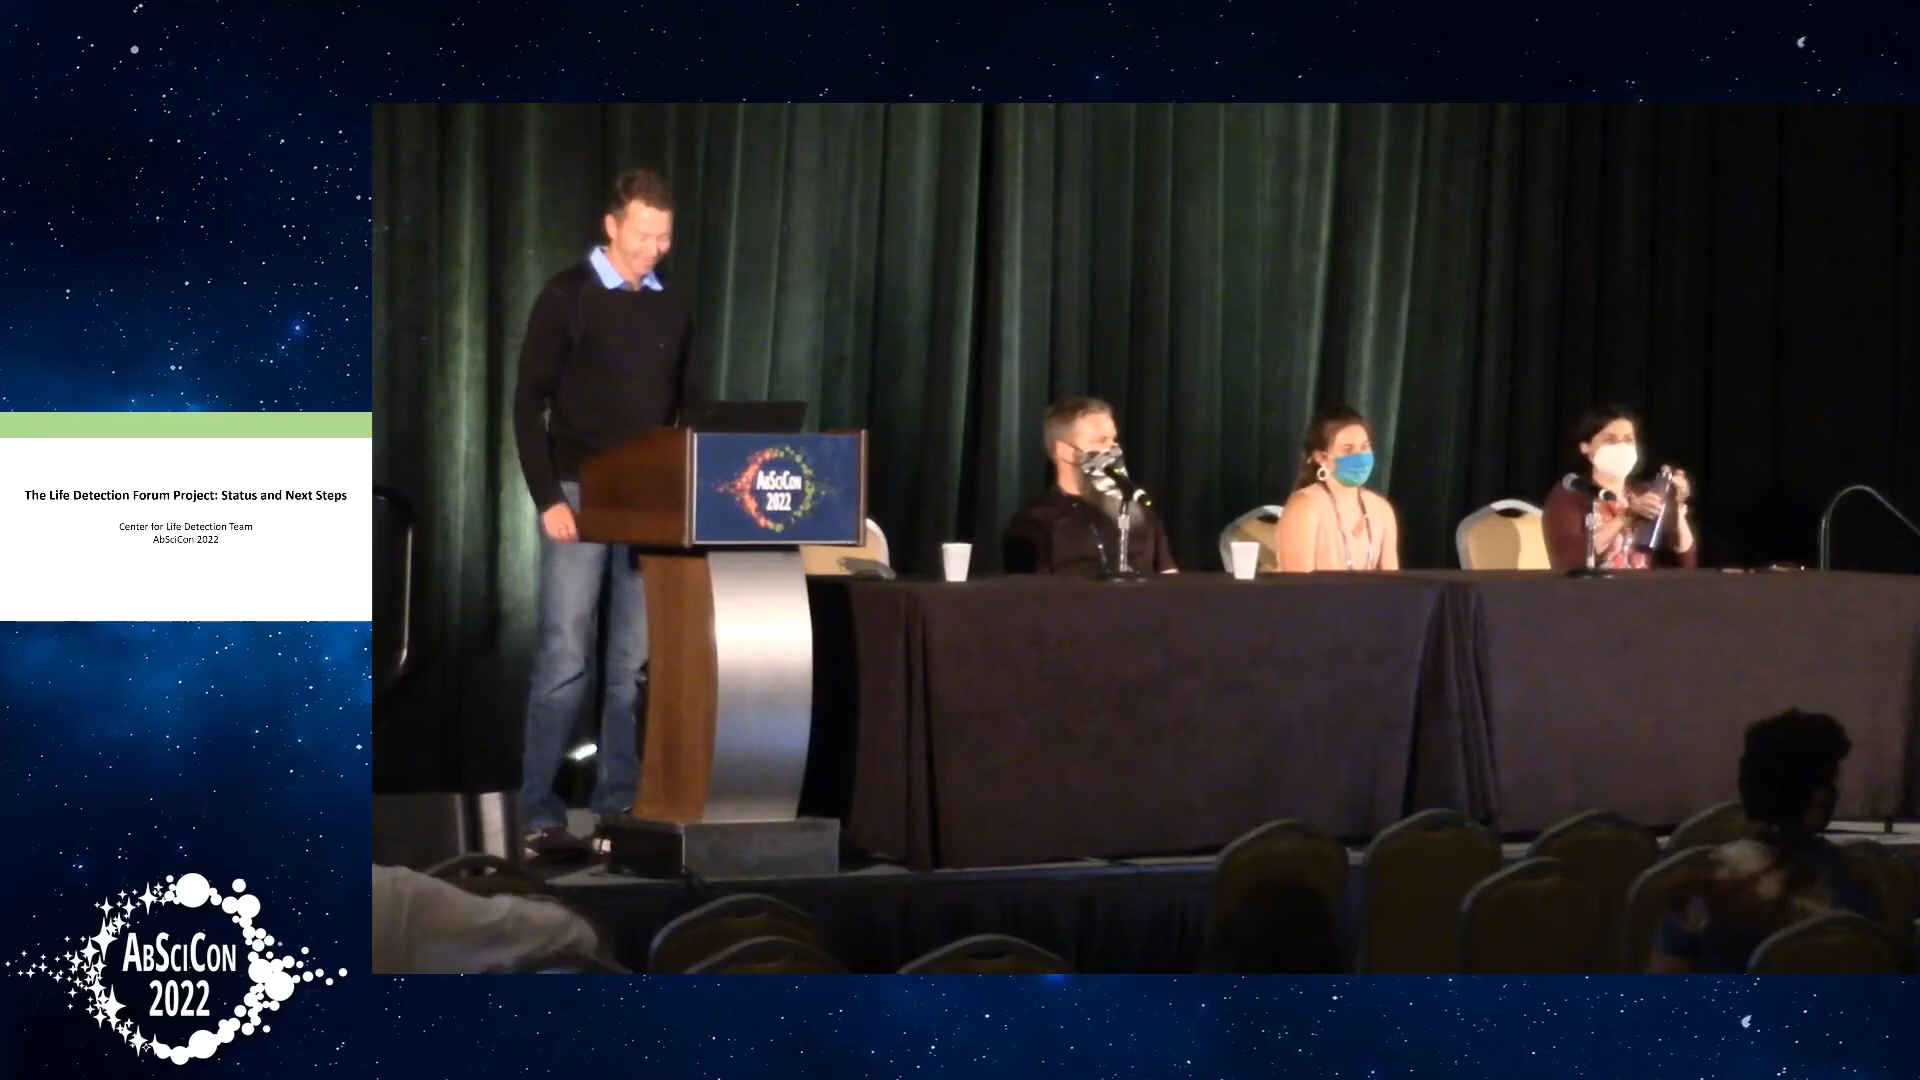 The Life Detection Forum Project: Status and Next Steps
Center for Life Detection Team
AbSciCon 2022
ABSCICON
2022
ABSCICON
2022